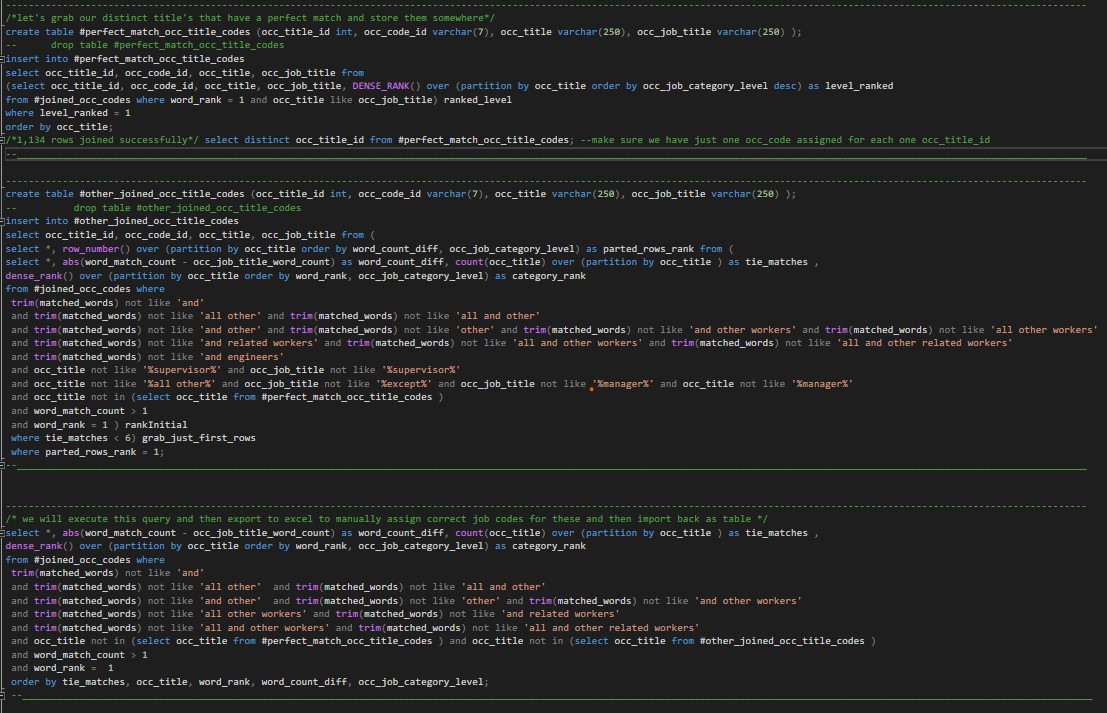 /*let's grab our distinct title's that have a perfect match and store them somewhere*/
create table #perfect_match_occ_title_codes (occ_title_id int, occ_code_id varchar(7), occ_title varchar(250), occ_job_title varchar(250) );
--      drop table #perfect_match_occ_title_codes
insert into #perfect_match_occ_title_codes
select occ_title_id, occ_code_id, occ_title, occ_job_title from
(select occ_title_id, occ_code_id, occ_title, occ_job_title, DENSE_RANK() over (partition by occ_title order by occ_job_category_level desc) as level_ranked
from #joined_occ_codes where word_rank = 1 and occ_title like occ_job_title) ranked_level
where level_ranked = 1
order by occ_title;
/*1,134 rows joined successfully*/ select distinct occ_title_id from #perfect_match_occ_title_codes; --make sure we have just one occ_code assigned for each one occ_title_id
create table #other_joined_occ_title_codes (occ_title_id int, occ_code_id varchar(7), occ_title varchar(250), occ_job_title varchar(250) );
--          drop table #other_joined_occ_title_codes
insert into #other_joined_occ_title_codes
select occ_title_id, occ_code_id, occ_title, occ_job_title from (
select *, row_number() over (partition by occ_title order by word_count_diff, occ_job_category_level) as parted_rows_rank from (
select *, abs(word_match_count - occ_job_title_word_count) as word_count_diff, count(occ_title) over (partition by occ_title ) as tie_matches ,
dense_rank() over (partition by occ_title order by word_rank, occ_job_category_level) as category_rank
from #joined_occ_codes where
trim(matched_words) not like 'and'
and trim(matched_words) not like 'all other' and trim(matched_words) not like 'all and other'
and trim(matched_words) not like 'and other' and trim(matched_words) not like 'other' and trim(matched_words) not like 'and other workers' and trim(matched_words) not like 'all other workers'
and trim(matched_words) not like 'and related workers' and trim(matched_words) not like 'all and other workers' and trim(matched_words) not like 'all and other related workers'
and trim(matched_words) not like 'and engineers'
and occ_title not like '%supervisor%' and occ_job_title not like '%supervisor%'
and occ_title not like '%all other%' and occ_job_title not like '%except%' and occ_job_title not like '%manager%' and occ_title not like '%manager%'
and occ_title not in (select occ_title from #perfect_match_occ_title_codes )
and word_match_count > 1
and word_rank = 1 ) rankInitial
where tie_matches < 6) grab_just_first_rows
where parted_rows_rank = 1;
/* we will execute this query and then export to excel to manually assign correct job codes for these and then import back as table */
select *, abs(word_match_count - occ_job_title_word_count) as word_count_diff, count(occ_title) over (partition by occ_title ) as tie_matches ,
dense_rank() over (partition by occ_title order by word_rank, occ_job_category_level) as category_rank
from #joined_occ_codes where
trim(matched_words) not like 'and'
and trim(matched_words) not like 'all other'  and trim(matched_words) not like 'all and other'
and trim(matched_words) not like 'and other'  and trim(matched_words) not like 'other' and trim(matched_words) not like 'and other workers'
and trim(matched_words) not like 'all other workers' and trim(matched_words) not like 'and related workers'
and trim(matched_words) not like 'all and other workers' and trim(matched_words) not like 'all and other related workers'
and occ_title not in (select occ_title from #perfect_match_occ_title_codes ) and occ_title not in (select occ_title from #other_joined_occ_title_codes )
and word_match_count > 1
and word_rank =  1
order by tie_matches, occ_title, word_rank, word_count_diff, occ_job_category_level;